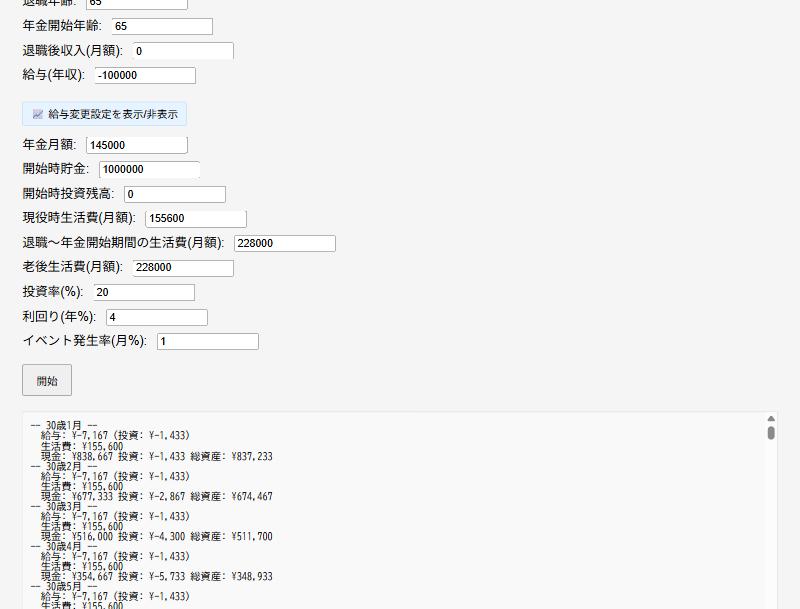 退職年齢: 65
年金開始年齢: 65
退職後収入(月額): 0
給与(年収): -100000
📈 給与変更設定を表示/非表示
年金月額: 145000
開始時貯金: 1000000
開始時投資残高: 0
現役時生活費(月額): 155600
退職～年金開始期間の生活費(月額): 228000
老後生活費(月額): 228000
投資率(%): 20
利回り(年%): 4
イベント発生率(月%): 1
開始
-- 30歳1月 --
給与: ¥-7,167 (投資: ¥-1,433)
生活費: ¥155,600
現金: ¥838,667 投資: ¥-1,433 総資産: ¥837,233
-- 30歳2月 --
給与: ¥-7,167 (投資: ¥-1,433)
生活費: ¥155,600
現金: ¥677,333 投資: ¥-2,867 総資産: ¥674,467
-- 30歳3月 --
給与: ¥-7,167 (投資: ¥-1,433)
生活費: ¥155,600
現金: ¥516,000 投資: ¥-4,300 総資産: ¥511,700
-- 30歳4月 --
給与: ¥-7,167 (投資: ¥-1,433)
生活費: ¥155,600
現金: ¥354,667 投資: ¥-5,733 総資産: ¥348,933
-- 30歳5月 --
給与: ¥-7,167 (投資: ¥-1,433)
生活費: ¥155,600